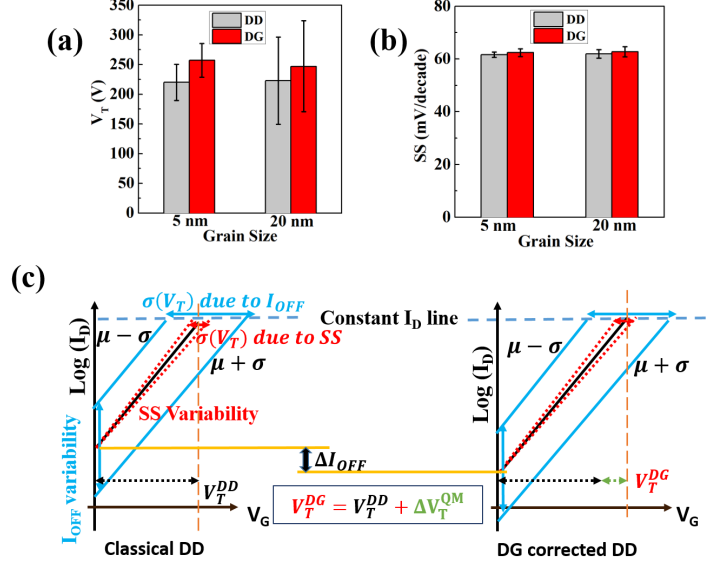 (a)
DD
DG
350
300
250
200
150
100
50
0
V_T (V)
5 nm
20 nm
Grain Size
(b)
DD
DG
80
60
40
20
0
SS (mV/decade)
5 nm
20 nm
Grain Size
(c)
σ(V_T) due to I_OFF
Constant I_D line
Log (I_D)
μ − σ
σ(V_T) due to SS
μ + σ
SS Variability
I_OFF variability
V_T^DD
V_G
Classical DD
ΔI_OFF
V_T^DG = V_T^DD + ΔV_T^QM
Log (I_D)
μ − σ
μ + σ
V_T^DG
V_G
DG corrected DD